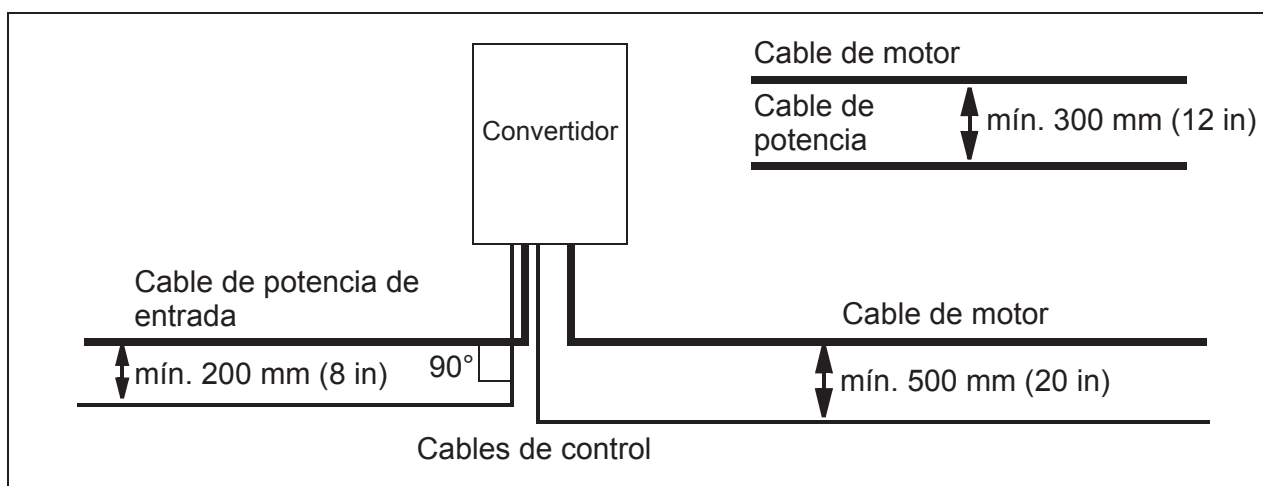 Cable de motor
Convertidor
Cable de
potencia
mín. 300 mm (12 in)
Cable de potencia de
entrada
Cable de motor
mín. 200 mm (8 in)
90°
mín. 500 mm (20 in)
Cables de control